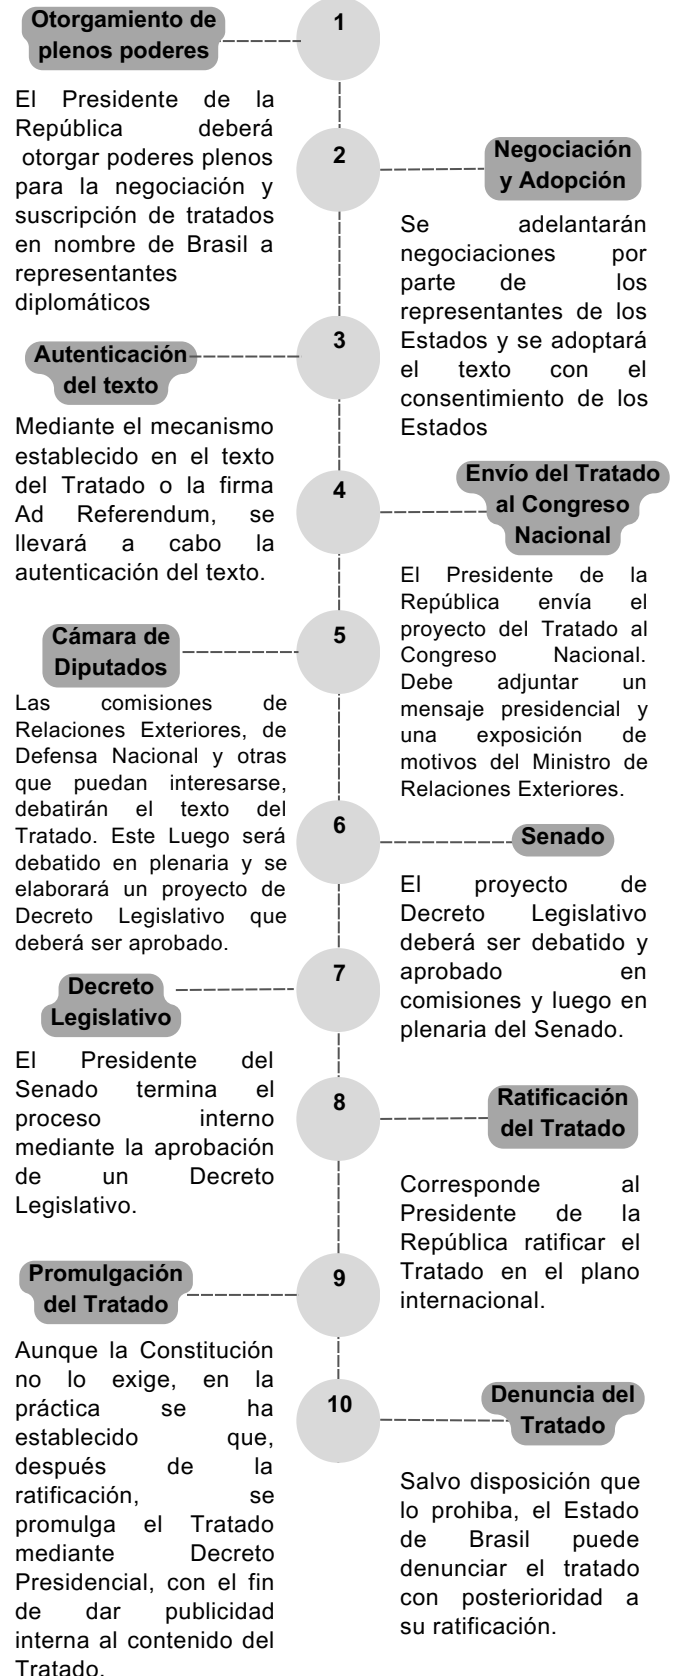 Otorgamiento de
plenos poderes
1
El Presidente de la
República deberá
otorgar poderes plenos
para la negociación y
suscripción de tratados
en nombre de Brasil a
representantes
diplomáticos
2
Negociación
y Adopción
Se adelantarán
negociaciones por
parte de los
representantes de los
Estados y se adoptará
el texto con el
consentimiento de los
Estados
3
Autenticación
del texto
Mediante el mecanismo
establecido en el texto
del Tratado o la firma
Ad Referendum, se
llevará a cabo la
autenticación del texto.
4
Envío del Tratado
al Congreso
Nacional
El Presidente de la
República envía el
proyecto del Tratado al
Congreso Nacional.
Debe adjuntar un
mensaje presidencial y
una exposición de
motivos del Ministro de
Relaciones Exteriores.
5
Cámara de
Diputados
Las comisiones de
Relaciones Exteriores, de
Defensa Nacional y otras
que puedan interesarse,
debatirán el texto del
Tratado. Este Luego será
debatido en plenaria y se
elaborará un proyecto de
Decreto Legislativo que
deberá ser aprobado.
6
Senado
El proyecto de
Decreto Legislativo
deberá ser debatido y
aprobado en
comisiones y luego en
plenaria del Senado.
7
Decreto
Legislativo
El Presidente del
Senado termina el
proceso interno
mediante la aprobación
de un Decreto
Legislativo.
8
Ratificación
del Tratado
Corresponde al
Presidente de la
República ratificar el
Tratado en el plano
internacional.
9
Promulgación
del Tratado
Aunque la Constitución
no lo exige, en la
práctica se ha
establecido que,
después de la
ratificación, se
promulga el Tratado
mediante Decreto
Presidencial, con el fin
de dar publicidad
interna al contenido del
Tratado.
10
Denuncia del
Tratado
Salvo disposición que
lo prohiba, el Estado
de Brasil puede
denunciar el tratado
con posterioridad a
su ratificación.